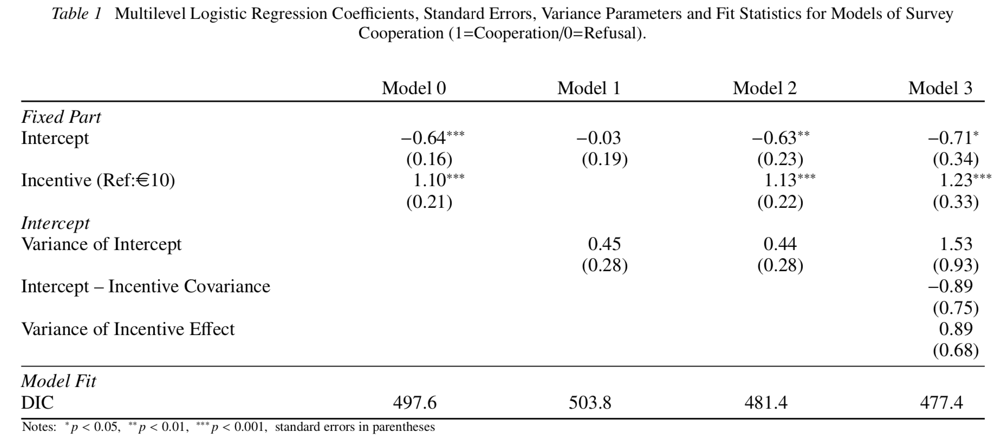 Table 1 Multilevel Logistic Regression Coefficients, Standard Errors, Variance Parameters and Fit Statistics for Models of Survey
Cooperation (1=Cooperation/0=Refusal).
Model 0 Model 1 Model 2 Model 3
Fixed Part
Intercept −0.64*** −0.03 −0.63** −0.71*
(0.16) (0.19) (0.23) (0.34)
Incentive (Ref:€10) 1.10*** 1.13*** 1.23***
(0.21) (0.22) (0.33)
Intercept
Variance of Intercept 0.45 0.44 1.53
(0.28) (0.28) (0.93)
Intercept – Incentive Covariance −0.89
(0.75)
Variance of Incentive Effect 0.89
(0.68)
Model Fit
DIC 497.6 503.8 481.4 477.4
Notes: *p < 0.05, **p < 0.01, ***p < 0.001, standard errors in parentheses